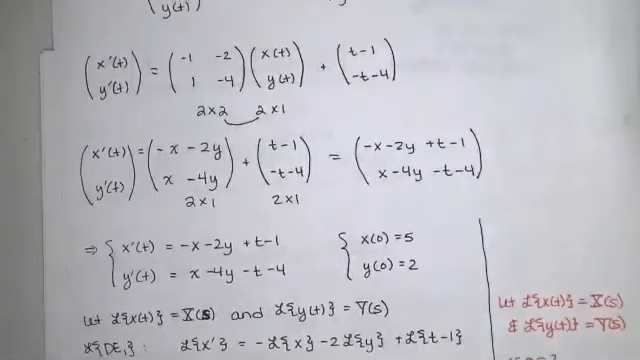 y(t)
(x'(t) y'(t)) = (-1 -2 1 -4) (x(t) y(t)) + (t-1 -t-4)
2×2 2×1
(x'(t) y'(t)) = (-x-2y x-4y) + (t-1 -t-4) = (-x-2y+t-1 x-4y-t-4)
2×1 2×1
⇒ { x'(t) = -x-2y+t-1 { x(0)=5
y'(t) = x-4y-t-4 y(0)=2
Let ℒ{x(t)} = X(s) and ℒ{y(t)} = Y(s)
ℒ{DE₁}: ℒ{x'} = -ℒ{x} -2ℒ{y} + ℒ{t-1}
Let ℒ{x(t)} = X(s)
& ℒ{y(t)} = Y(s)